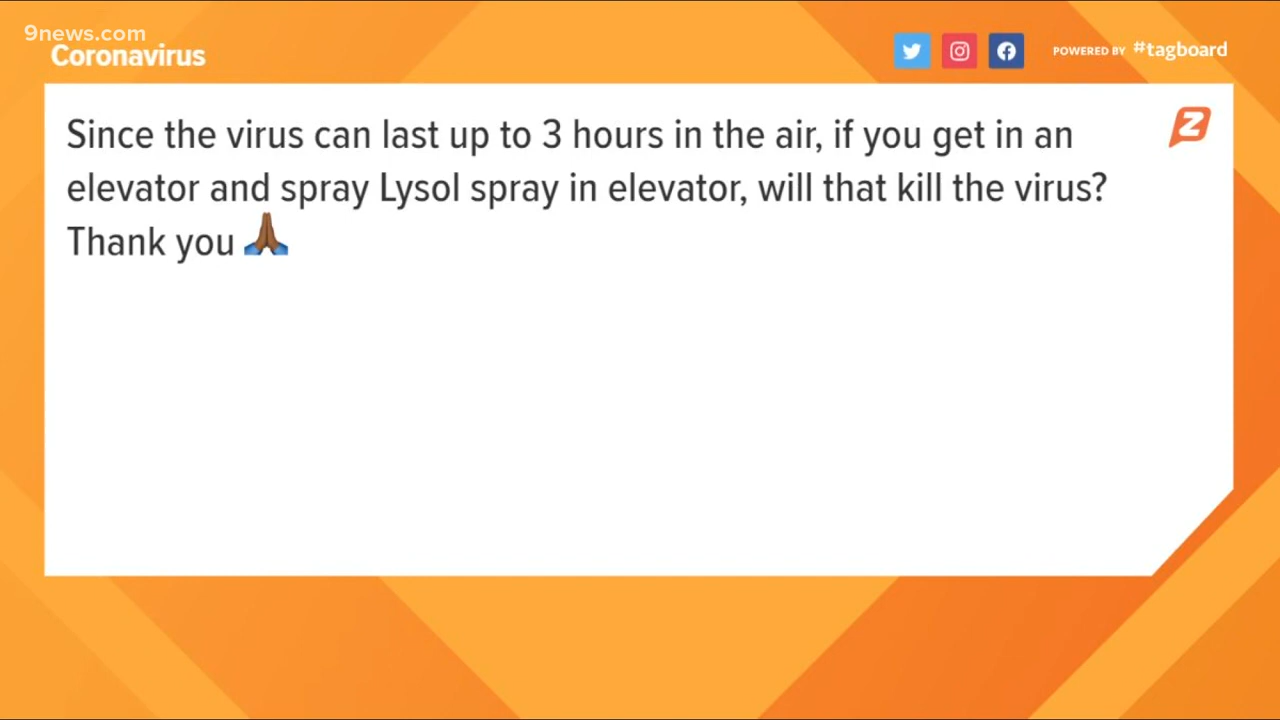 9news.com
Coronavirus
POWERED BY #tagboard
Since the virus can last up to 3 hours in the air, if you get in an
elevator and spray Lysol spray in elevator, will that kill the virus?
Thank you 🙏🏾